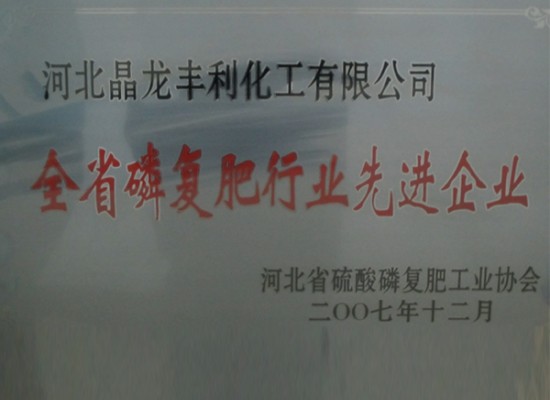 河北晶龙丰利化工有限公司
全省磷复肥行业先进企业
河北省硫酸磷复肥工业协会
二〇〇七年十二月